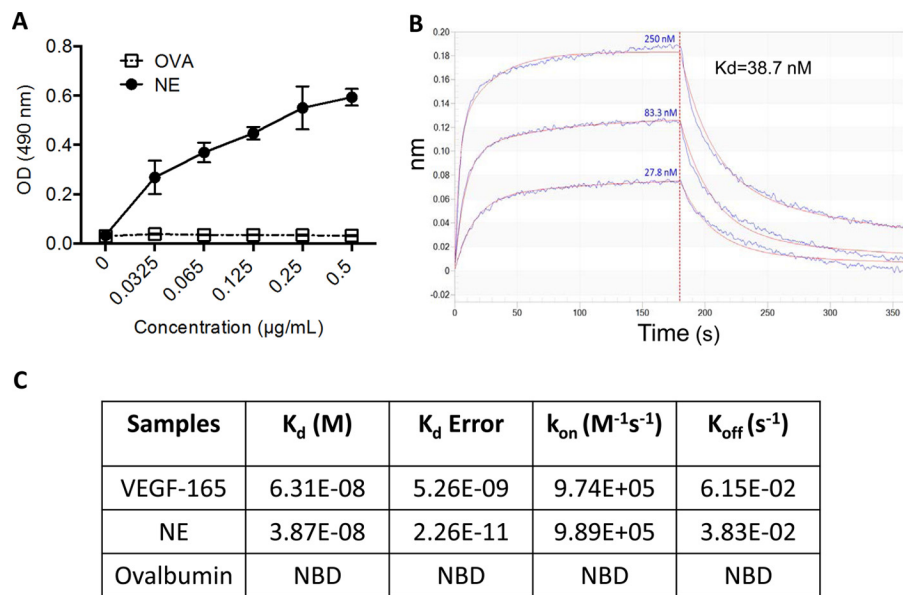 A
OD (490 nm)
0.8
0.6
0.4
0.2
0.0
OVA
NE
0
0.0325
0.065
0.125
0.25
0.5
Concentration (µg/mL)
B
nm
0.20
0.18
0.16
0.14
0.12
0.10
0.08
0.06
0.04
0.02
0
-0.02
250 nM
83.3 nM
27.8 nM
Kd=38.7 nM
0 50 100 150 200 250 300 350
Time (s)
C
Samples K_d (M) K_d Error k_on (M⁻¹s⁻¹) K_off (s⁻¹)
VEGF-165 6.31E-08 5.26E-09 9.74E+05 6.15E-02
NE 3.87E-08 2.26E-11 9.89E+05 3.83E-02
Ovalbumin NBD NBD NBD NBD